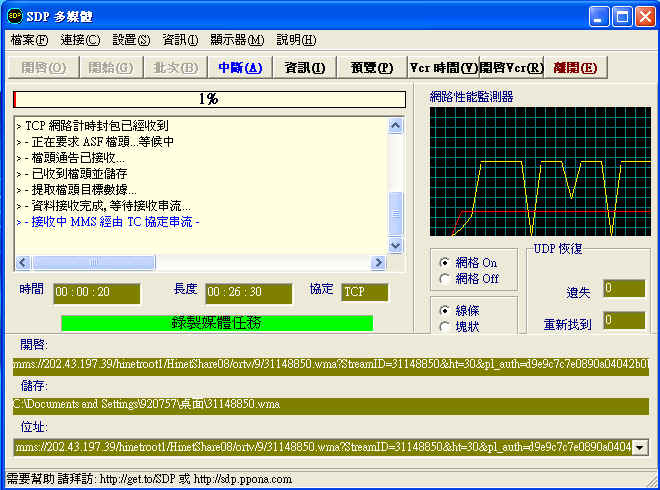 SDP 多媒體
檔案(F) 連接(C) 設置(S) 資訊(I) 顯示器(M) 說明(H)
開啓(O) 開始(G) 批次(B) 中斷(A) 資訊(I) 預覽(P) Vcr 時間(V) 開啓Vcr(R) 離開(E)
1%
網路性能監測器
> TCP 網路計時封包已經收到
> - 正在要求 ASF 檔頭...等候中
> - 檔頭通告已接收...
> - 已收到檔頭並儲存
> - 提取檔頭目標數據...
> - 資料接收完成, 等待接收串流...
> - 接收中 MMS 經由 TC 協定串流 -
網格 On
網格 Off
線條
塊狀
UDP 恢復
遺失 0
重新找到 0
時間 00 : 00 : 20 長度 00 : 26 : 30 協定 TCP
錄製媒體任務
開啓:
mms://202.43.197.39/hinetroot1/HinetShare08/ortv/9/31148850.wma?StreamID=31148850&ht=30&pl_auth=d9e9c7c7e0890a04042b0
儲存:
C:\Documents and Settings\920757\桌面\31148850.wma
位址:
mms://202.43.197.39/hinetroot1/HinetShare08/ortv/9/31148850.wma?StreamID=31148850&ht=30&pl_auth=d9e9c7c7e0890a0404
需要幫助 請拜訪: http://get.to/SDP 或 http://sdp.ppona.com